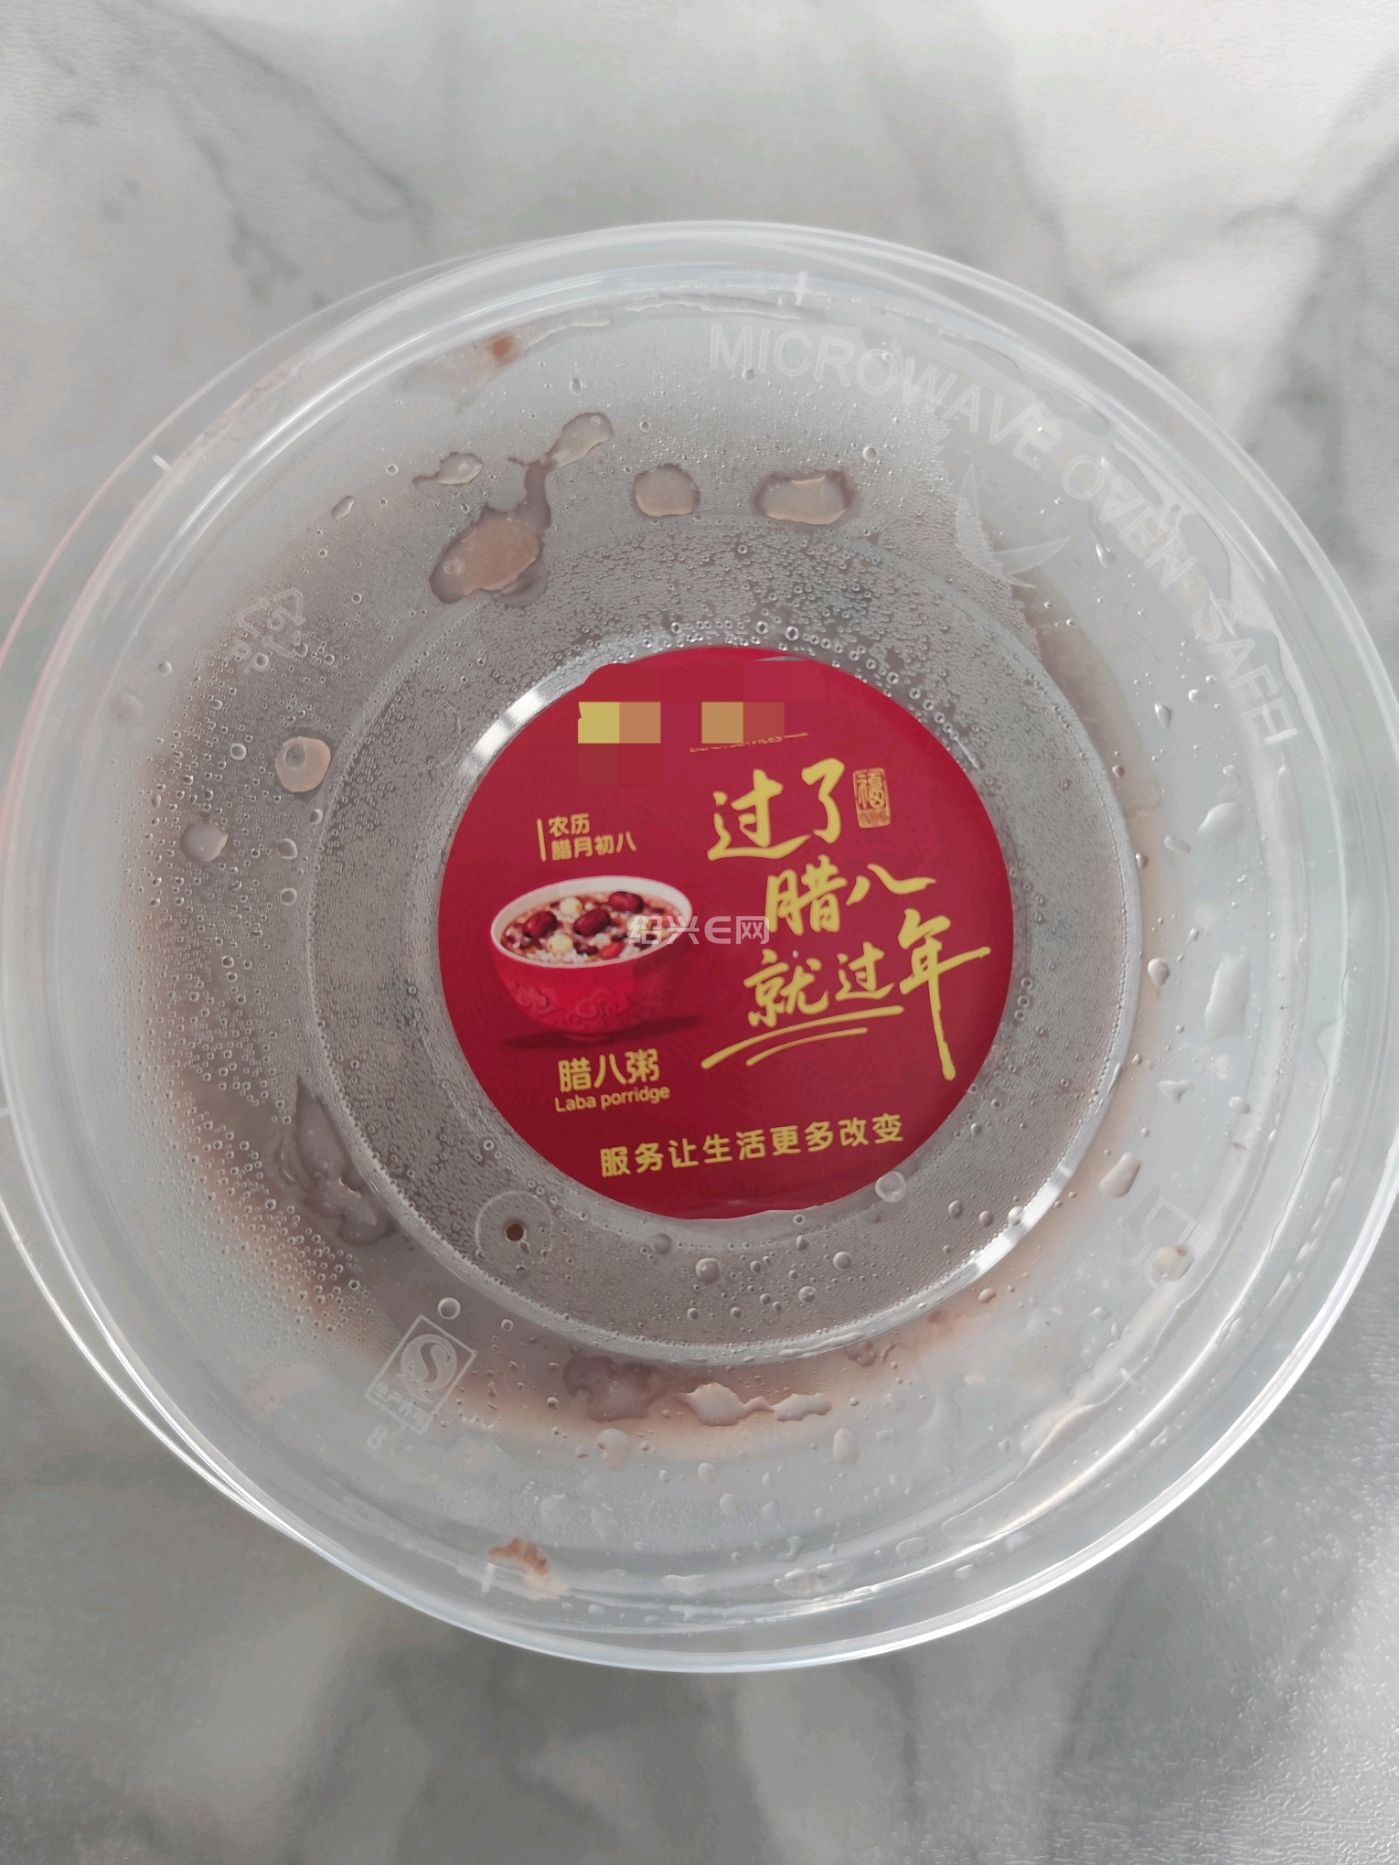 MICROWAVE OVEN SAFE
过了
福
腊八
就过年
农历
腊月初八
绍兴E网
腊八粥
Laba porridge
服务让生活更多改变